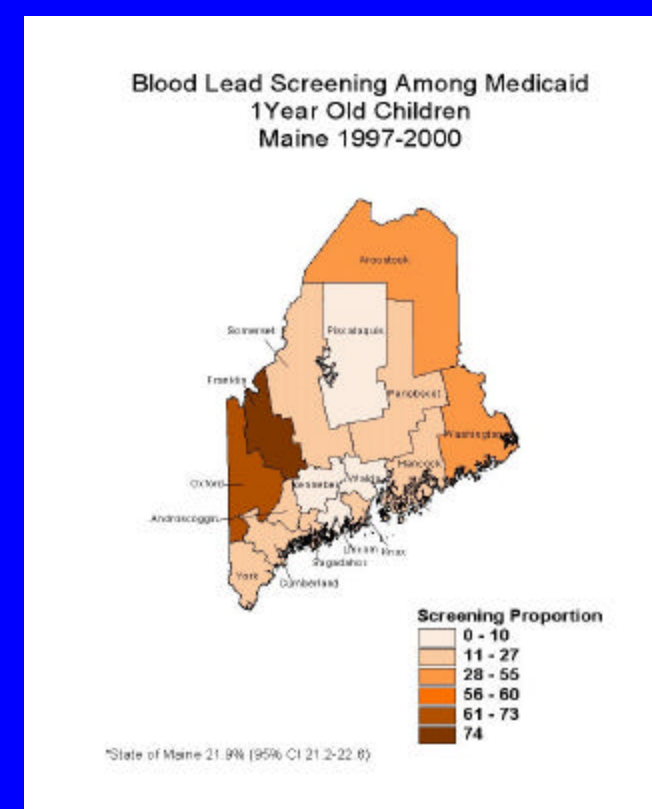 Blood Lead Screening Among Medicaid
1Year Old Children
Maine 1997-2000
Aroostook
Somerset
Piscataquis
Franklin
Penobscot
Washington
Hancock
Oxford
Kennebec
Waldo
Androscoggin
Lincoln
Knox
Sagadahoc
York
Cumberland
Screening Proportion
0 - 10
11 - 27
28 - 55
56 - 60
61 - 73
74
*State of Maine 21.9% (95% CI 21.2-22.6)